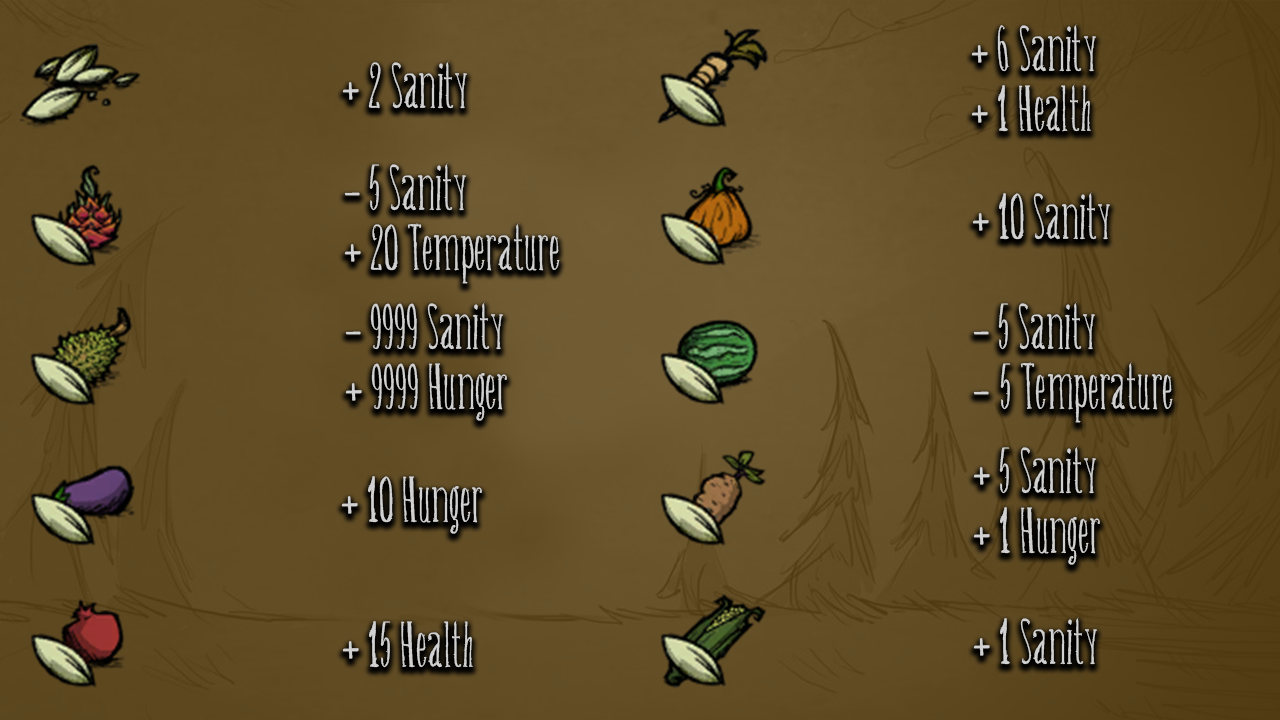 + 2 Sanity
+ 6 Sanity
+ 1 Health
– 5 Sanity
+ 20 Temperature
+ 10 Sanity
– 9999 Sanity
+ 9999 Hunger
– 5 Sanity
– 5 Temperature
+ 10 Hunger
+ 5 Sanity
+ 1 Hunger
+ 15 Health
+ 1 Sanity